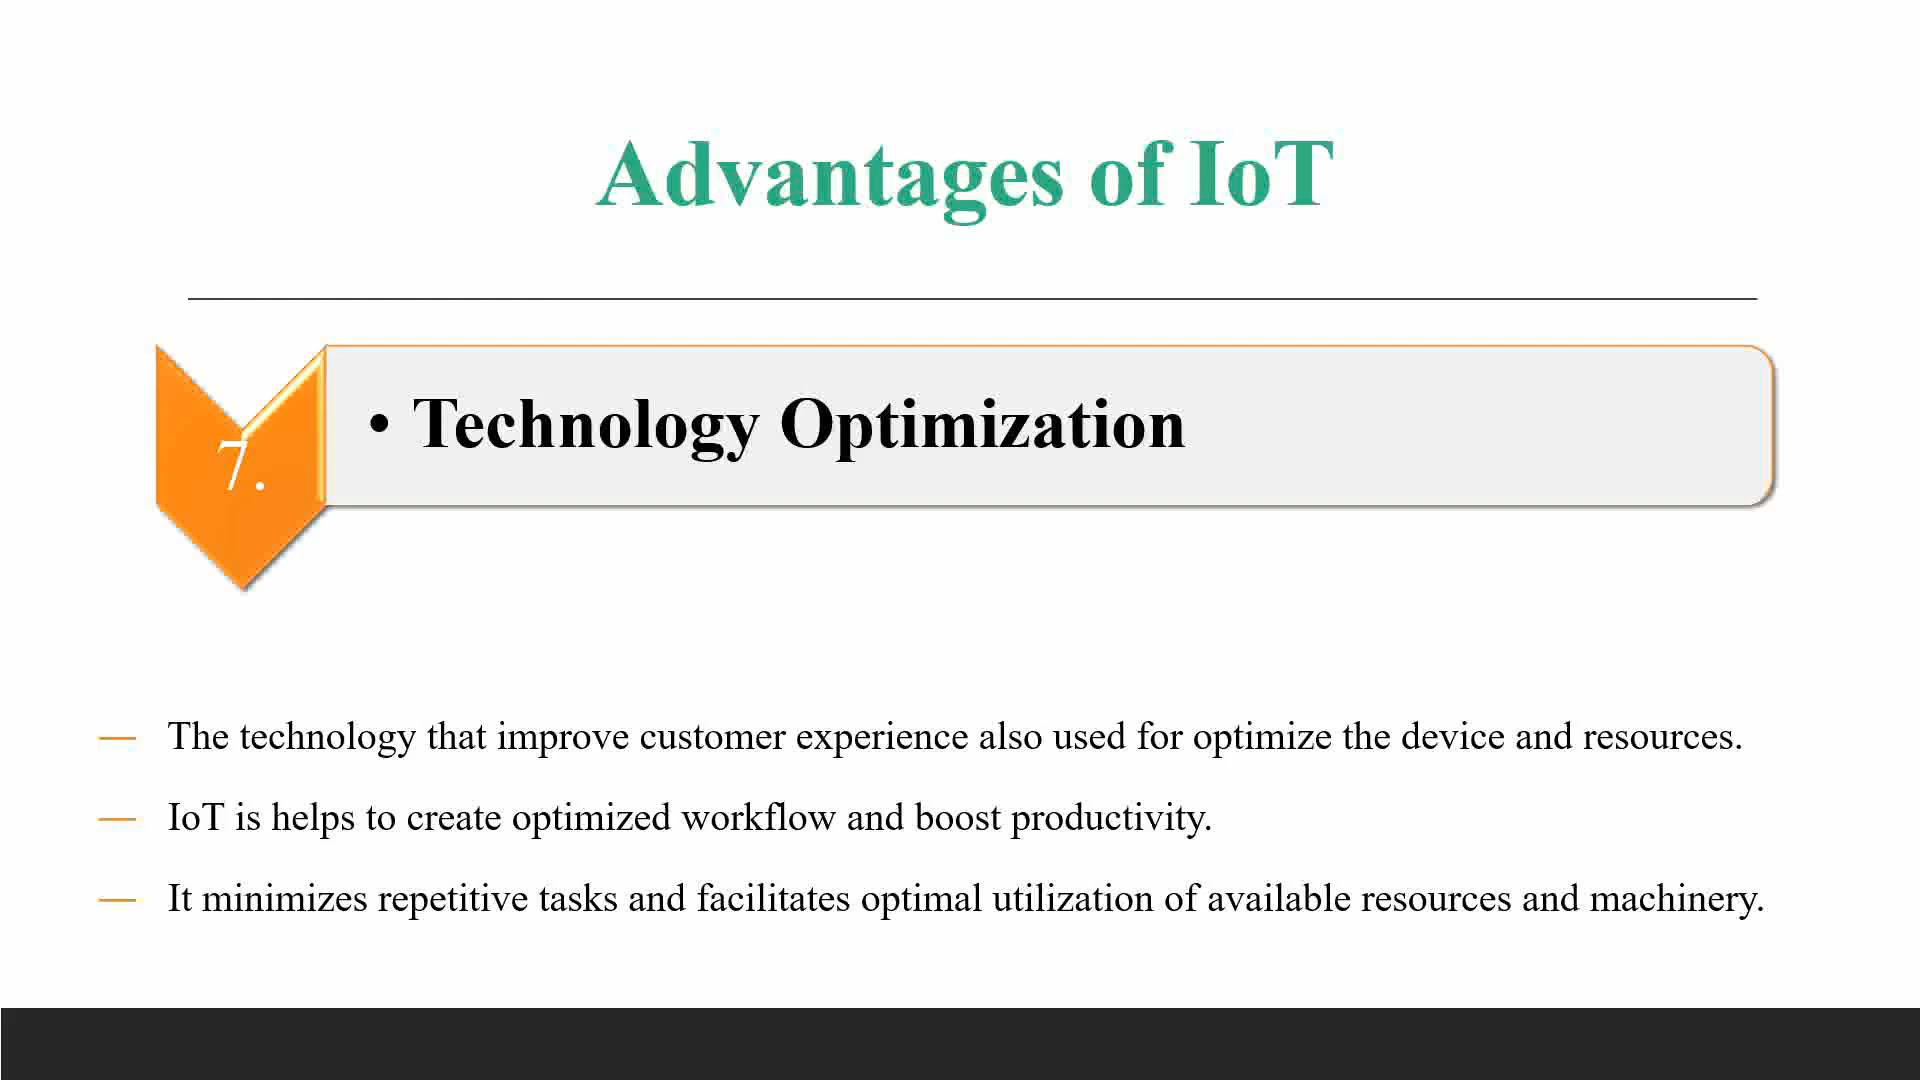 Advantages of IoT
7.
• Technology Optimization
— The technology that improve customer experience also used for optimize the device and resources.
— IoT is helps to create optimized workflow and boost productivity.
— It minimizes repetitive tasks and facilitates optimal utilization of available resources and machinery.